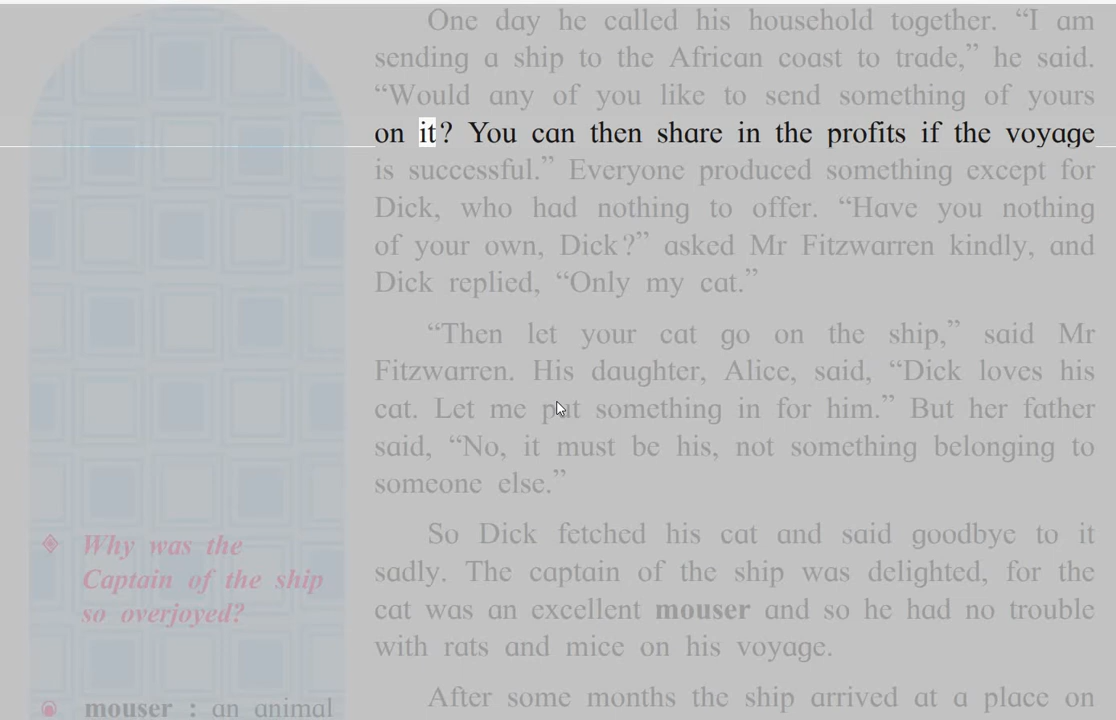 One day he called his household together. “I am
sending a ship to the African coast to trade,” he said.
“Would any of you like to send something of yours
on it? You can then share in the profits if the voyage
is successful.” Everyone produced something except for
Dick, who had nothing to offer. “Have you nothing
of your own, Dick?” asked Mr Fitzwarren kindly, and
Dick replied, “Only my cat.”
“Then let your cat go on the ship,” said Mr
Fitzwarren. His daughter, Alice, said, “Dick loves his
cat. Let me put something in for him.” But her father
said, “No, it must be his, not something belonging to
someone else.”
So Dick fetched his cat and said goodbye to it
sadly. The captain of the ship was delighted, for the
cat was an excellent mouser and so he had no trouble
with rats and mice on his voyage.
After some months the ship arrived at a place on
Why was the
Captain of the ship
so overjoyed?
mouser : an animal